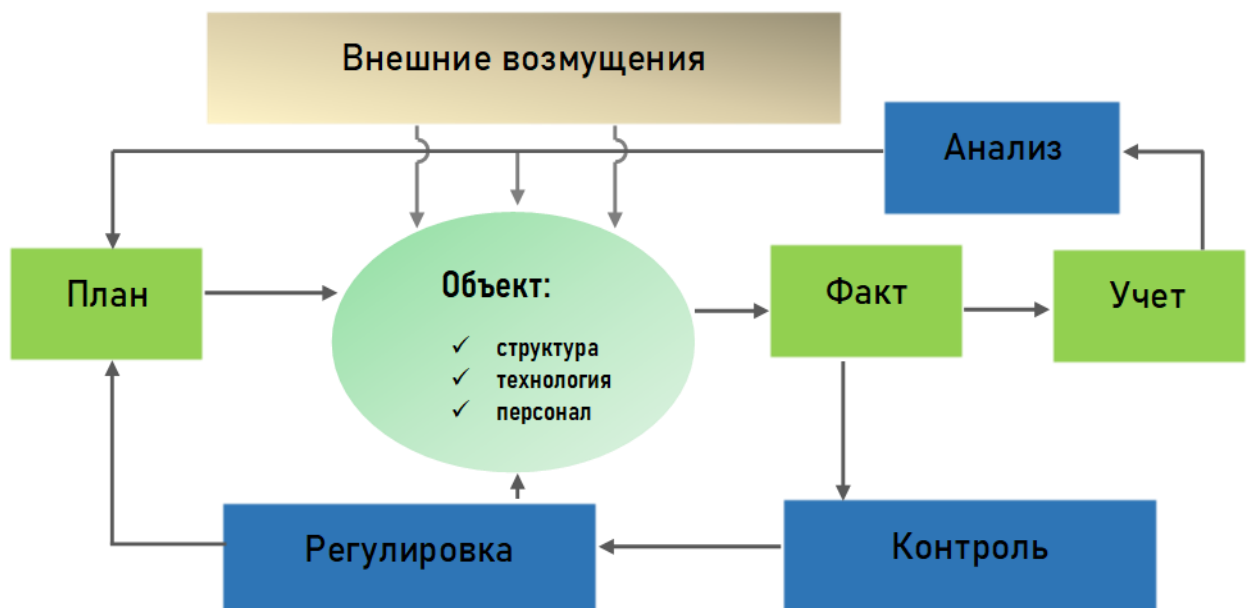 Внешние возмущения
Анализ
План
Объект:
✓ структура
✓ технология
✓ персонал
Факт
Учет
Регулировка
Контроль